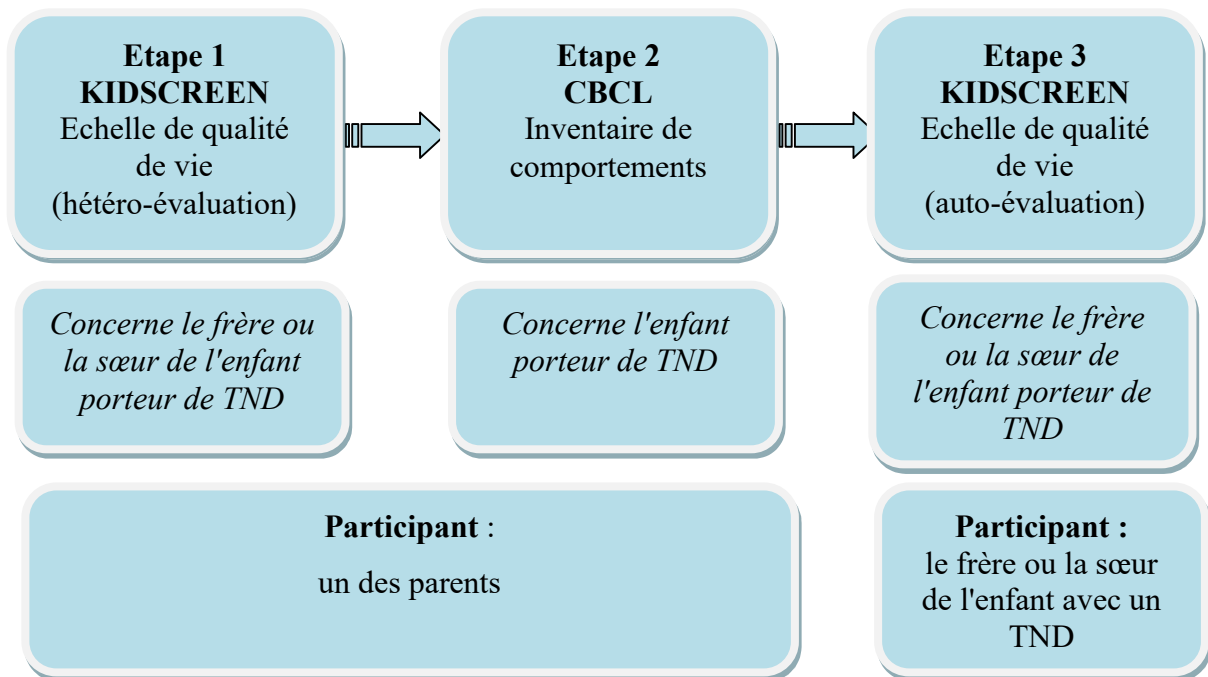 Etape 1
KIDSCREEN
Echelle de qualité
de vie
(hétéro-évaluation)
Etape 2
CBCL
Inventaire de
comportements
Etape 3
KIDSCREEN
Echelle de qualité
de vie
(auto-évaluation)
Concerne le frère ou
la sœur de l'enfant
porteur de TND
Concerne l'enfant
porteur de TND
Concerne le frère
ou la sœur de
l'enfant porteur de
TND
Participant :
un des parents
Participant :
le frère ou la sœur
de l'enfant avec un
TND